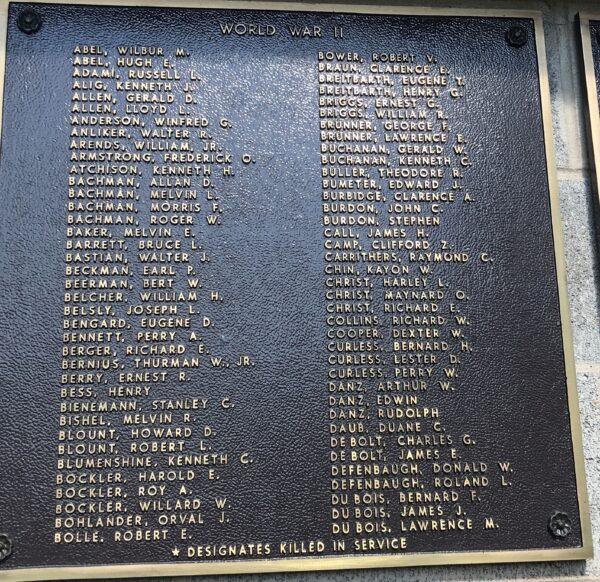 WORLD WAR II
ABEL, WILBUR M.
ABEL, HUGH E.
ADAMI, RUSSELL L.
ALIG, KENNETH J.
ALLEN, GERALD D.
ALLEN, LLOYD L.
ANDERSON, WINFRED G.
ANLIKER, WALTER R.
ARENDS, WILLIAM, JR.
ARMSTRONG, FREDERICK O.
ATCHISON, KENNETH H.
BACHMAN, ALLAN D.
BACHMAN, MELVIN L.
BACHMAN, MORRIS F.
BACHMAN, ROGER W.
BAKER, MELVIN E.
BARRETT, BRUCE L.
BASTIAN, WALTER J.
BECKMAN, EARL P.
BEERMAN, BERT W.
BELCHER, WILLIAM H.
BELSLY, JOSEPH L.
BENGARD, EUGENE D.
BENNETT, PERRY A.
BERGER, RICHARD E.
BERNIUS, THURMAN W., JR.
BERRY, ERNEST R.
BESS, HENRY
BIENEMANN, STANLEY C.
BISHEL, MELVIN R.
BLOUNT, HOWARD D.
BLOUNT, ROBERT L.
BLUMENSHINE, KENNETH C.
BOCKLER, HAROLD E.
BOCKLER, ROY A.
BOCKLER, WILLARD W.
BOHLANDER, ORVAL J.
BOLLE, ROBERT E.
BOWER, ROBERT V.
BRAUN, CLARENCE E.
BREITBARTH, EUGENE T.
BREITBARTH, HENRY G.
BRIGGS, ERNEST G.
BRIGGS, WILLIAM R.
BRUNNER, GEORGE F.
BRUNNER, LAWRENCE E.
BUCHANAN, GERALD W.
BUCHANAN, KENNETH C.
BULLER, THEODORE R.
BUMETER, EDWARD J.
BURBIDGE, CLARENCE A.
BURDON, JOHN C.
BURDON, STEPHEN
CALL, JAMES H.
CAMP, CLIFFORD Z.
CARRITHERS, RAYMOND C.
CHIN, KAYON W.
CHRIST, HARLEY L.
CHRIST, MAYNARD O.
CHRIST, RICHARD E.
COLLINS, RICHARD W.
COOPER, DEXTER W.
CURLESS, BERNARD H.
CURLESS, LESTER D.
CURLESS, PERRY W.
DANZ, ARTHUR W.
DANZ, EDWIN
DANZ, RUDOLPH
DAUB, DUANE C.
DE BOLT, CHARLES G.
DE BOLT, JAMES E.
DEFENBAUGH, DONALD W.
DEFENBAUGH, ROLAND L.
DU BOIS, BERNARD F.
DU BOIS, JAMES J.
DU BOIS, LAWRENCE M.
★ DESIGNATES KILLED IN SERVICE